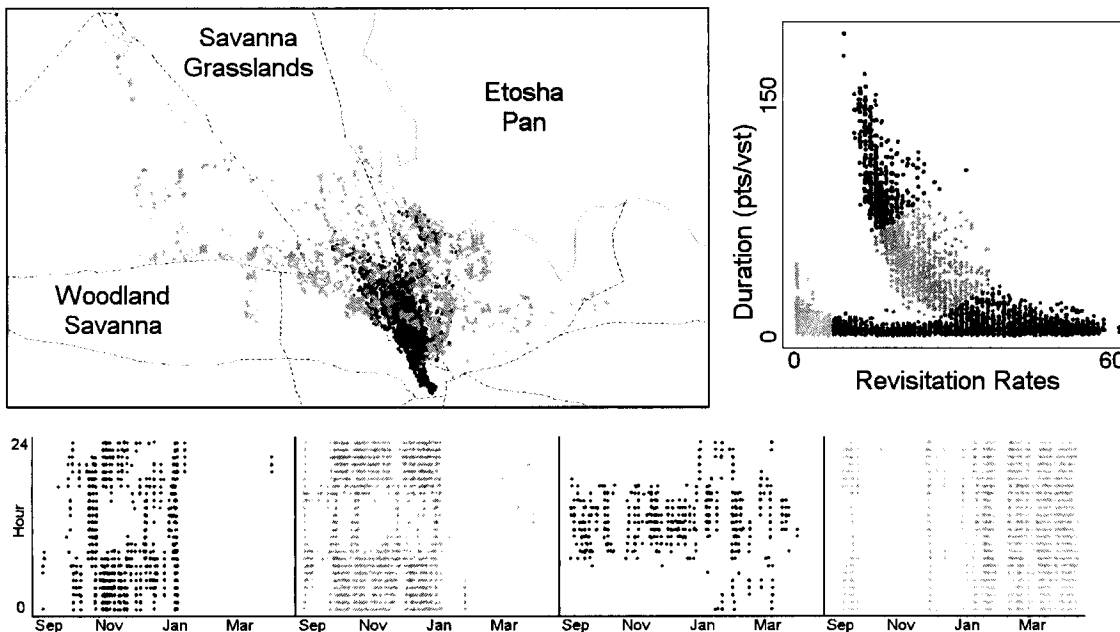 Savanna
Grasslands
Etosha
Pan
Woodland
Savanna
150
Duration (pts/vst)
0
0
60
Revisitation Rates
24
Hour
0
Sep Nov Jan Mar
Sep Nov Jan Mar
Sep Nov Jan Mar
Sep Nov Jan Mar